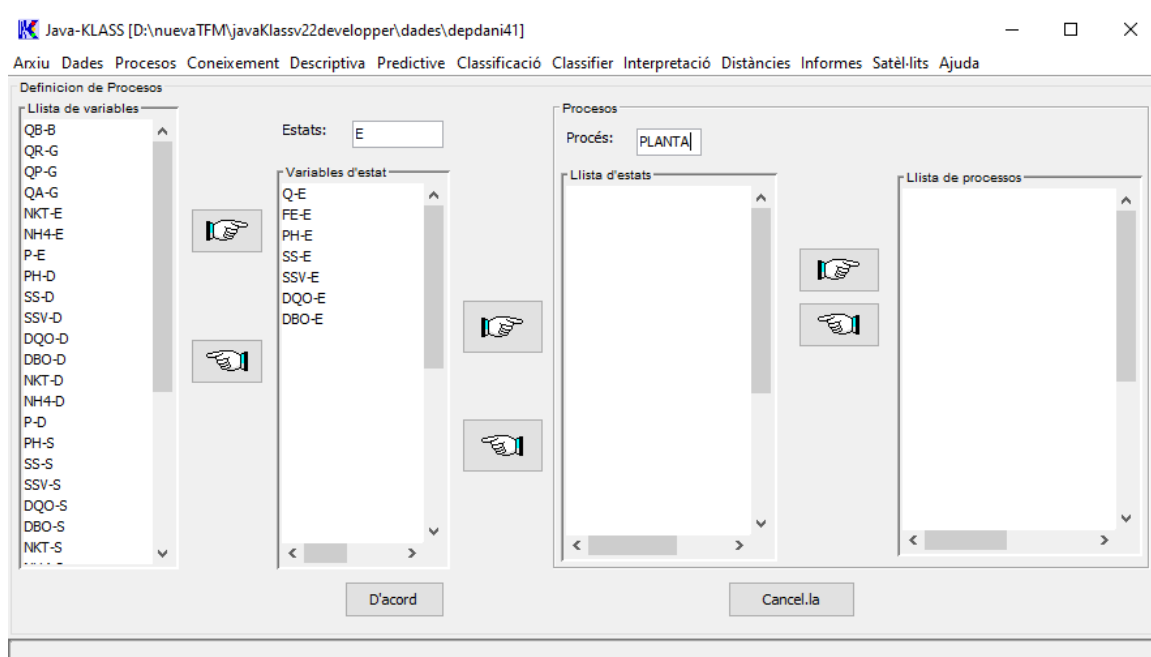 Java-KLASS [D:\nuevaTFM\javaKlassv22developper\dades\depdani41]
Arxiu Dades Procesos Coneixement Descriptiva Predictive Classificació Classifier Interpretació Distàncies Informes Satèl·lits Ajuda
Definicion de Procesos
Llista de variables
QB-B
QR-G
QP-G
QA-G
NKT-E
NH4-E
P-E
PH-D
SS-D
SSV-D
DQO-D
DBO-D
NKT-D
NH4-D
P-D
PH-S
SS-S
SSV-S
DQO-S
DBO-S
NKT-S
Estats: E
Variables d'estat
Q-E
FE-E
PH-E
SS-E
SSV-E
DQO-E
DBO-E
Procesos
Procés: PLANTA
Llista d'estats
Llista de processos
D'acord
Cancel.la